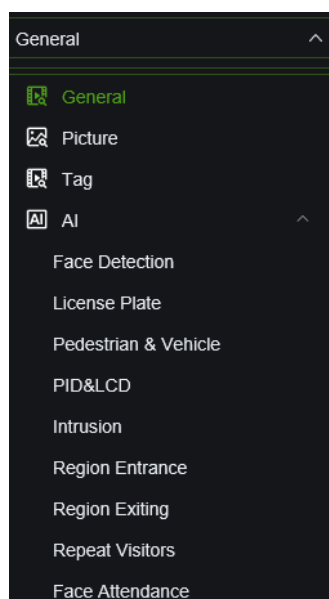 General
General
Picture
Tag
AI AI
Face Detection
License Plate
Pedestrian & Vehicle
PID&LCD
Intrusion
Region Entrance
Region Exiting
Repeat Visitors
Face Attendance